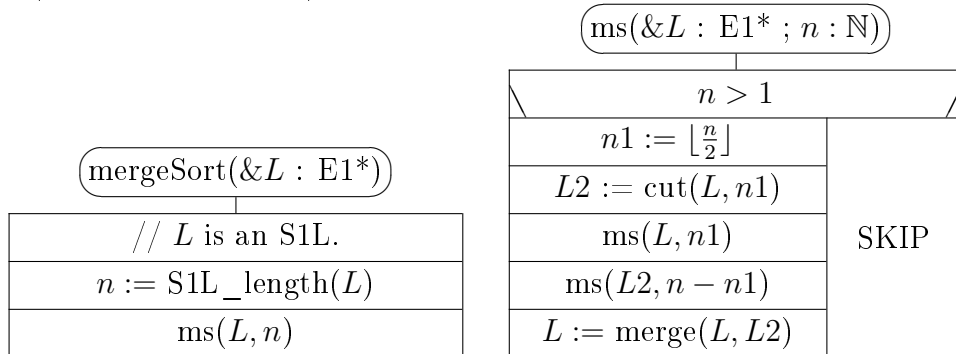 mergeSort(&L : E1*)
// L is an S1L.
n := S1L_length(L)
ms(L, n)
ms(&L : E1* ; n : ℕ)
n > 1
n1 := ⌊n/2⌋
L2 := cut(L, n1)
ms(L, n1)
ms(L2, n − n1)
L := merge(L, L2)
SKIP